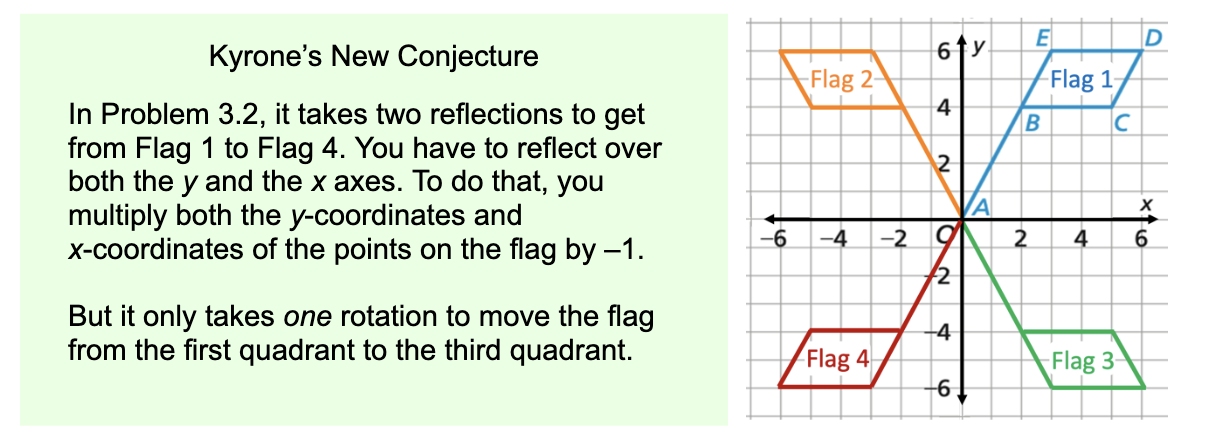 Kyrone’s New Conjecture
In Problem 3.2, it takes two reflections to get
from Flag 1 to Flag 4. You have to reflect over
both the y and the x axes. To do that, you
multiply both the y-coordinates and
x-coordinates of the points on the flag by –1.
But it only takes one rotation to move the flag
from the first quadrant to the third quadrant.
6 y E D
Flag 2 Flag 1
4 B C
2
A x
–6 –4 –2 O 2 4 6
–2
–4
Flag 4 Flag 3
–6